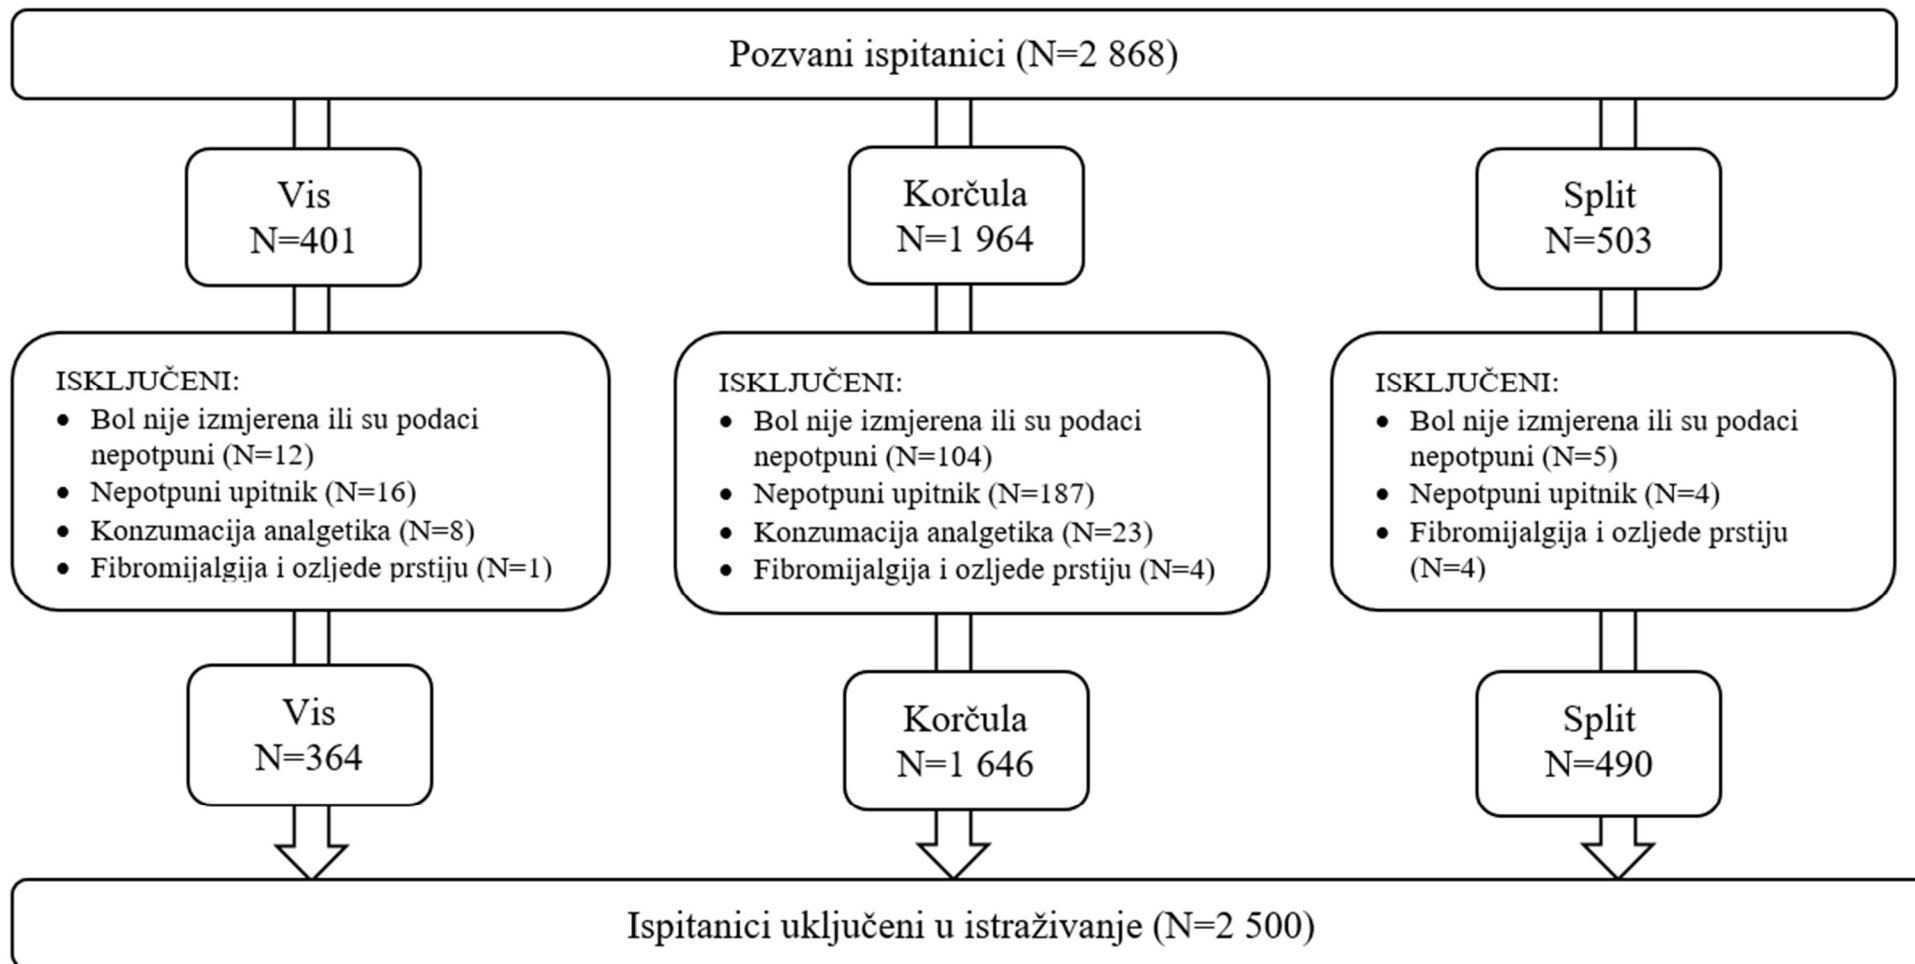 Pozvani ispitanici (N=2 868)
Vis
N=401
Korčula
N=1 964
Split
N=503
ISKLJUČENI:
• Bol nije izmjerena ili su podaci
nepotpuni (N=12)
• Nepotpuni upitnik (N=16)
• Konzumacija analgetika (N=8)
• Fibromijalgija i ozljede prstiju (N=1)
ISKLJUČENI:
• Bol nije izmjerena ili su podaci
nepotpuni (N=104)
• Nepotpuni upitnik (N=187)
• Konzumacija analgetika (N=23)
• Fibromijalgija i ozljede prstiju (N=4)
ISKLJUČENI:
• Bol nije izmjerena ili su podaci
nepotpuni (N=5)
• Nepotpuni upitnik (N=4)
• Fibromijalgija i ozljede prstiju
(N=4)
Vis
N=364
Korčula
N=1 646
Split
N=490
Ispitanici uključeni u istraživanje (N=2 500)